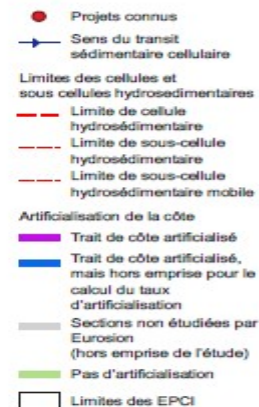 Projets connus
Sens du transit
sédimentaire cellulaire
Limites des cellules et
sous cellules hydrosedimentaires
Limite de cellule
hydrosédimentaire
Limite de sous-cellule
hydrosédimentaire
Limite de sous-cellule
hydrosédimentaire mobile
Artificialisation de la côte
Trait de côte artificialisé
Trait de côte artificialisé,
mais hors emprise pour le
calcul du taux
d'artificialisation
Sections non étudiées par
Eurosion
(hors emprise de l'étude)
Pas d'artificialisation
Limites des EPCI